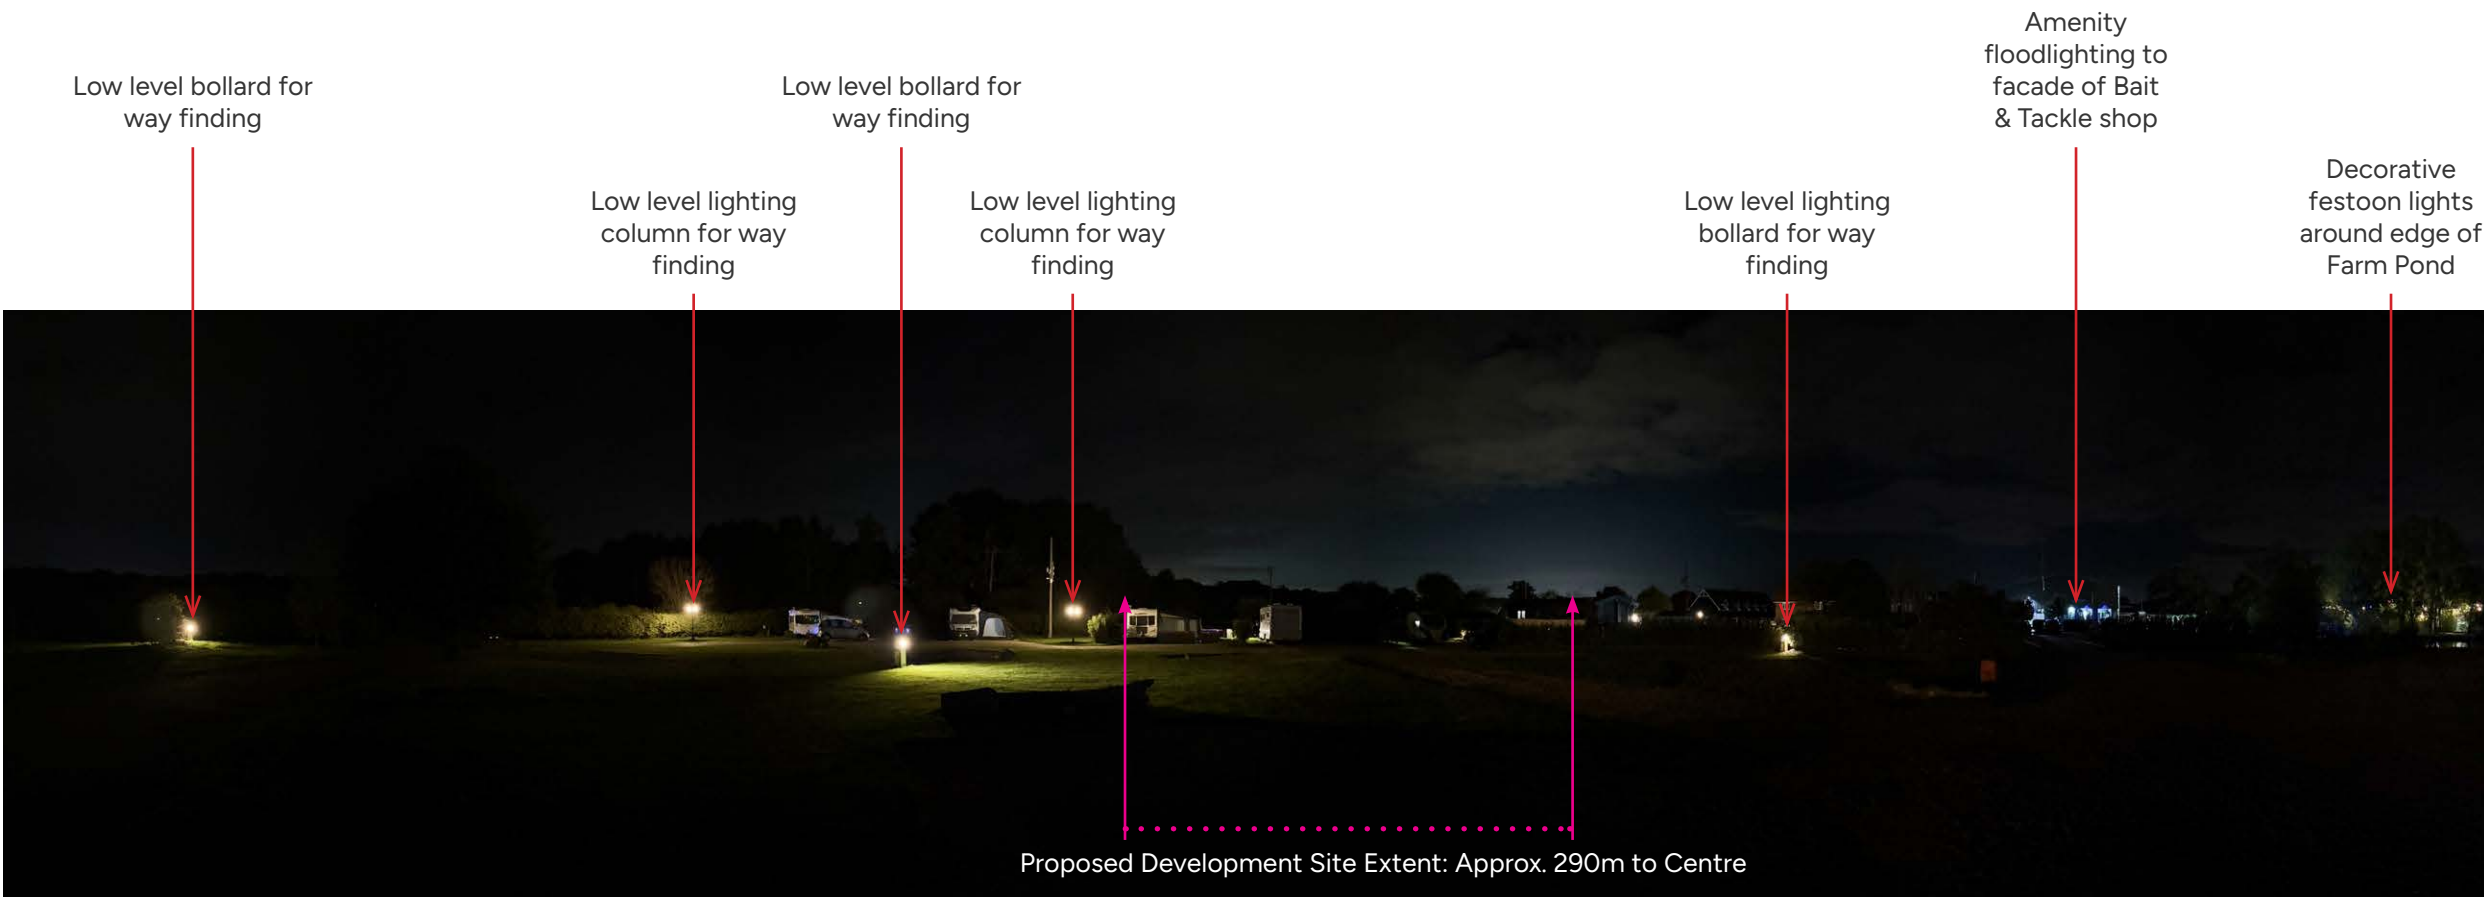 Low level bollard for
way finding
Low level lighting
column for way
finding
Low level bollard for
way finding
Low level lighting
column for way
finding
Low level lighting
bollard for way
finding
Amenity
floodlighting to
facade of Bait
& Tackle shop
Decorative
festoon lights
around edge of
Farm Pond
Proposed Development Site Extent: Approx. 290m to Centre